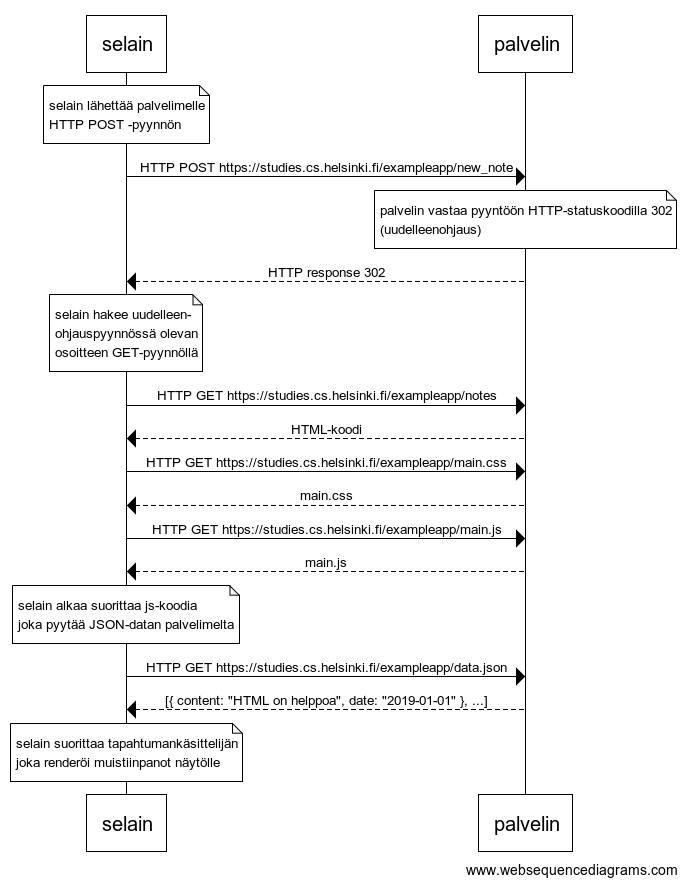 selain
palvelin
selain lähettää palvelimelle
HTTP POST -pyynnön
HTTP POST https://studies.cs.helsinki.fi/exampleapp/new_note
palvelin vastaa pyyntöön HTTP-statuskoodilla 302
(uudelleenohjaus)
HTTP response 302
selain hakee uudelleen-
ohjauspyynnössä olevan
osoitteen GET-pyynnöllä
HTTP GET https://studies.cs.helsinki.fi/exampleapp/notes
HTML-koodi
HTTP GET https://studies.cs.helsinki.fi/exampleapp/main.css
main.css
HTTP GET https://studies.cs.helsinki.fi/exampleapp/main.js
main.js
selain alkaa suorittaa js-koodia
joka pyytää JSON-datan palvelimelta
HTTP GET https://studies.cs.helsinki.fi/exampleapp/data.json
[{ content: "HTML on helppoa", date: "2019-01-01" }, ...]
selain suorittaa tapahtumankäsittelijän
joka renderöi muistiinpanot näytölle
selain
palvelin
www.websequencediagrams.com